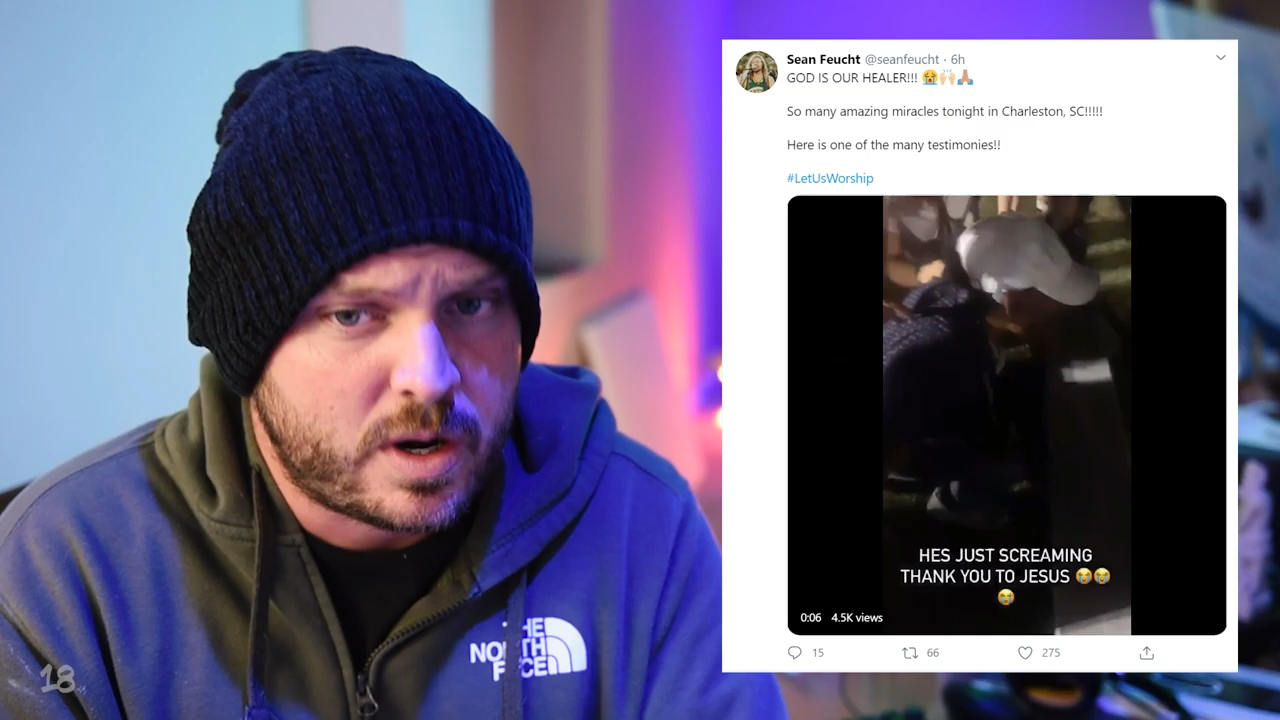 Sean Feucht @seanfeucht · 6h
GOD IS OUR HEALER!!! 😭🙌🏼🙏🏽
So many amazing miracles tonight in Charleston, SC!!!!!
Here is one of the many testimonies!!
#LetUsWorship
HES JUST SCREAMING
THANK YOU TO JESUS 😭😭
😭
0:06 4.5K views
15 66 275
THE
NORTH
FACE
18